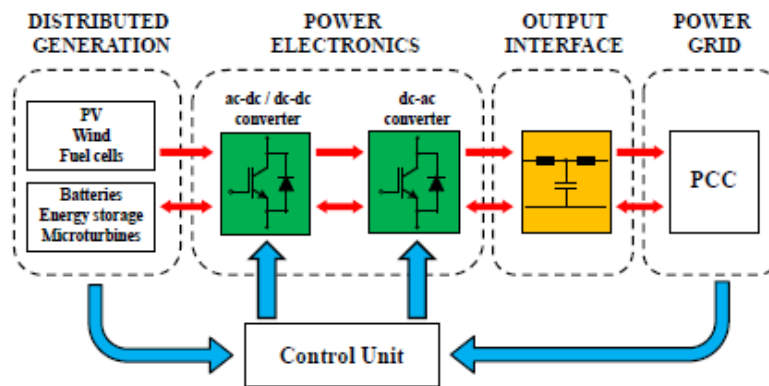 DISTRIBUTED
GENERATION
POWER
ELECTRONICS
OUTPUT
INTERFACE
POWER
GRID
ac-dc / dc-dc
converter
dc-ac
converter
PV
Wind
Fuel cells
Batteries
Energy storage
Microturbines
PCC
Control Unit